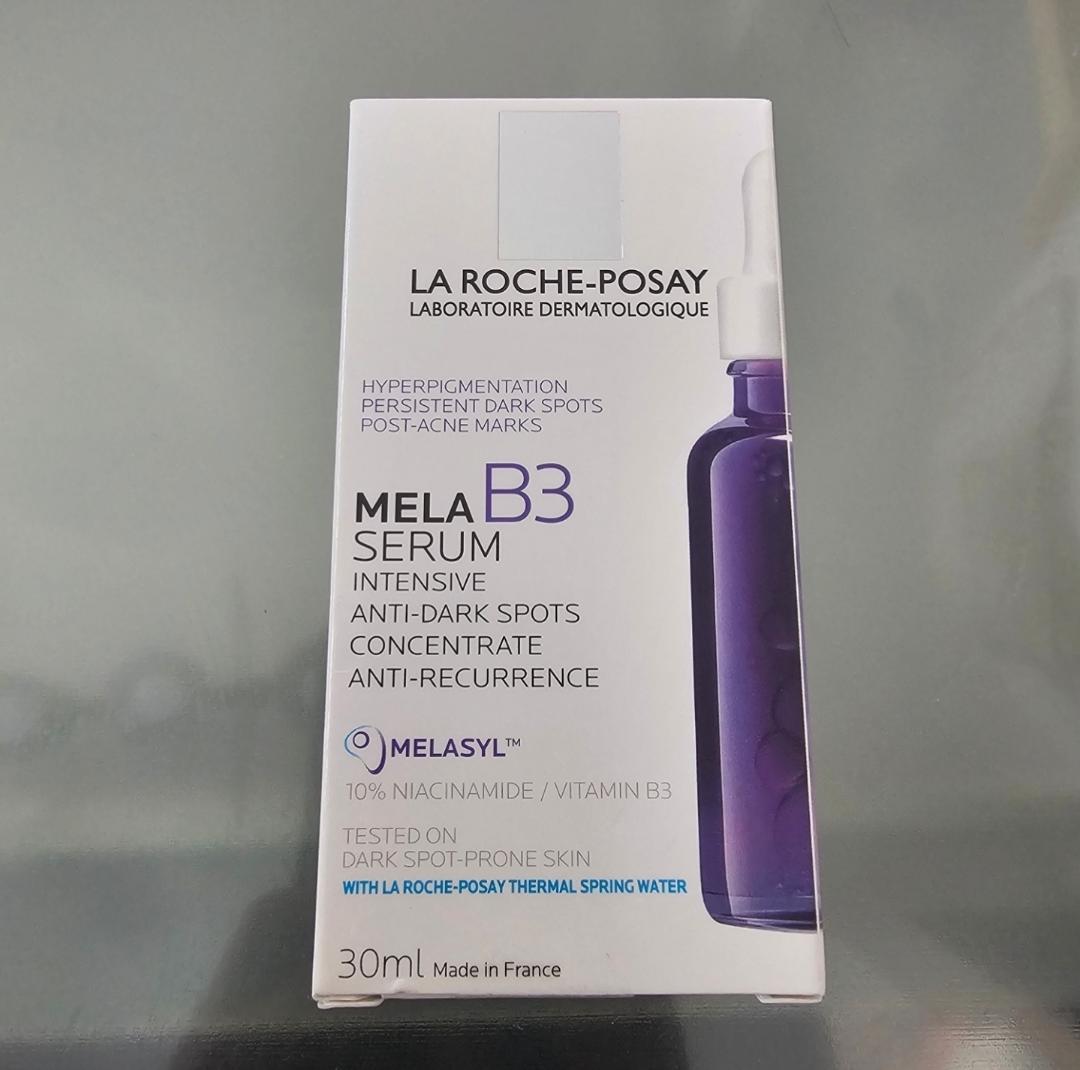 LA ROCHE-POSAY
LABORATOIRE DERMATOLOGIQUE
HYPERPIGMENTATION
PERSISTENT DARK SPOTS
POST-ACNE MARKS
MELA B3
SERUM
INTENSIVE
ANTI-DARK SPOTS
CONCENTRATE
ANTI-RECURRENCE
MELASYL™
10% NIACINAMIDE / VITAMIN B3
TESTED ON
DARK SPOT-PRONE SKIN
WITH LA ROCHE-POSAY THERMAL SPRING WATER
30ml Made in France